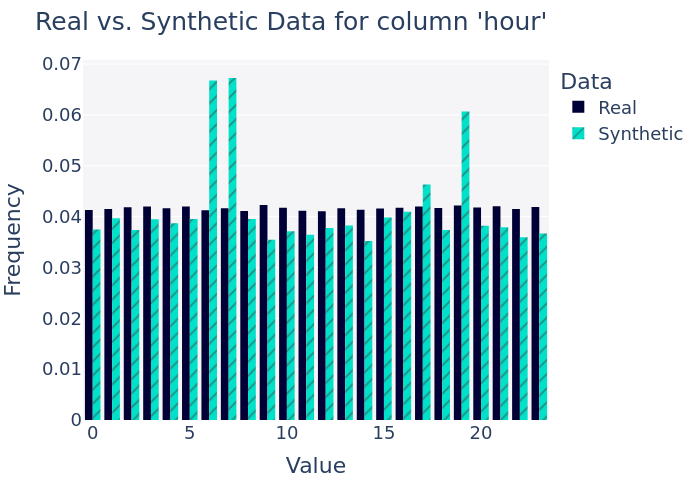 Real vs. Synthetic Data for column 'hour'
Data
Real
Synthetic
Frequency
0.07
0.06
0.05
0.04
0.03
0.02
0.01
0
0 5 10 15 20
Value